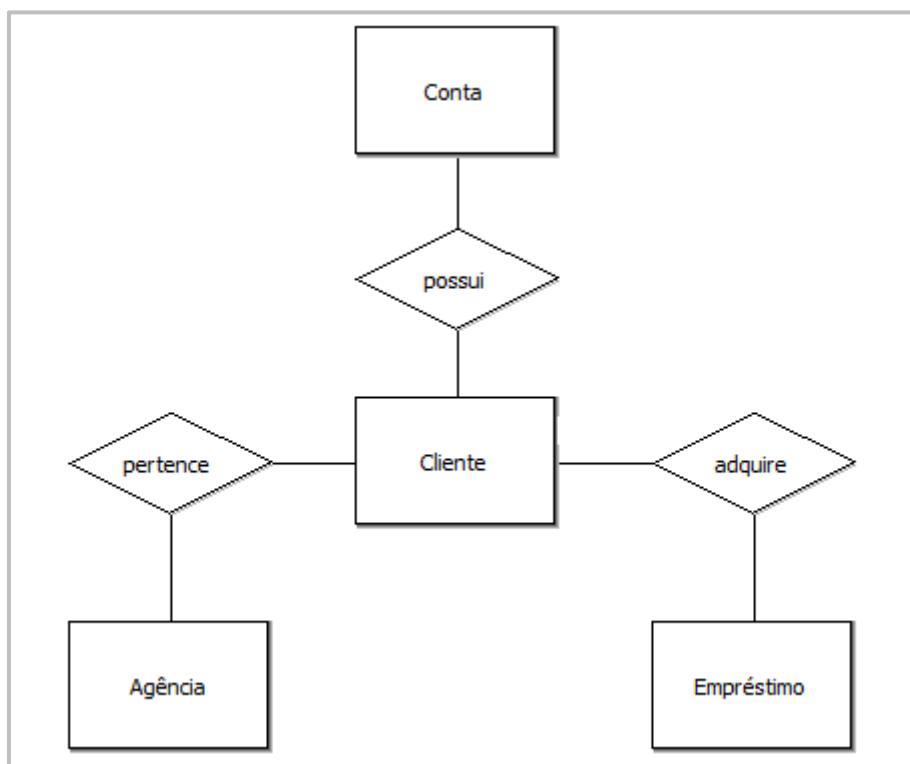 Conta
possui
pertence
Cliente
adquire
Agência
Empréstimo